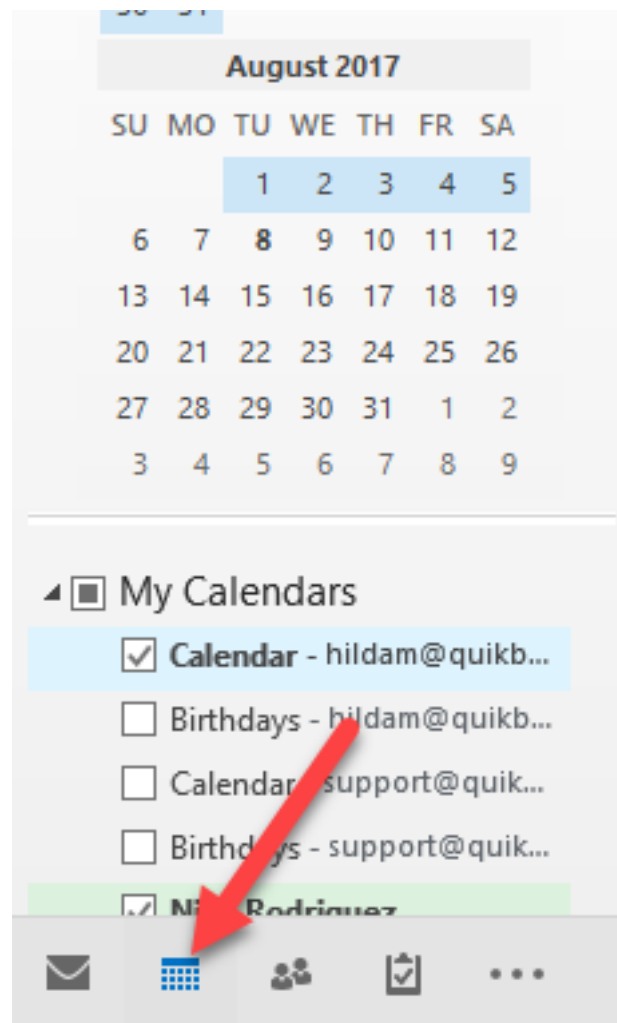 30 31
August 2017
SU MO TU WE TH FR SA
1 2 3 4 5
6 7 8 9 10 11 12
13 14 15 16 17 18 19
20 21 22 23 24 25 26
27 28 29 30 31 1 2
3 4 5 6 7 8 9
My Calendars
Calendar - hildam@quikb...
Birthdays - hildam@quikb...
Calendar - support@quik...
Birthdays - support@quik...
Rodriquez